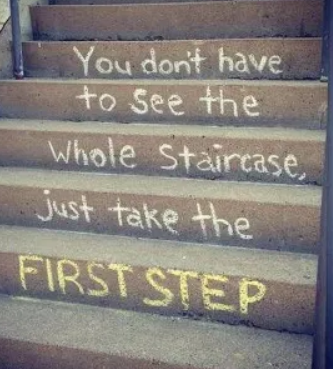 You don't have
to see the
Whole Staircase,
just take the
FIRST STEP